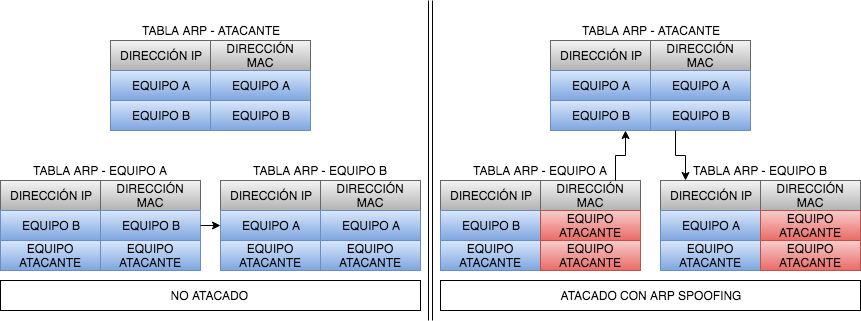 TABLA ARP - ATACANTE
DIRECCIÓN IP
DIRECCIÓN
MAC
EQUIPO A
EQUIPO A
EQUIPO B
EQUIPO B
TABLA ARP - EQUIPO A
DIRECCIÓN IP
DIRECCIÓN
MAC
EQUIPO B
EQUIPO B
EQUIPO
ATACANTE
EQUIPO
ATACANTE
TABLA ARP - EQUIPO B
DIRECCIÓN IP
DIRECCIÓN
MAC
EQUIPO A
EQUIPO A
EQUIPO
ATACANTE
EQUIPO
ATACANTE
NO ATACADO
TABLA ARP - ATACANTE
DIRECCIÓN IP
DIRECCIÓN
MAC
EQUIPO A
EQUIPO A
EQUIPO B
EQUIPO B
TABLA ARP - EQUIPO A
DIRECCIÓN IP
DIRECCIÓN
MAC
EQUIPO B
EQUIPO
ATACANTE
EQUIPO
ATACANTE
EQUIPO
ATACANTE
TABLA ARP - EQUIPO B
DIRECCIÓN IP
DIRECCIÓN
MAC
EQUIPO A
EQUIPO
ATACANTE
EQUIPO
ATACANTE
EQUIPO
ATACANTE
ATACADO CON ARP SPOOFING